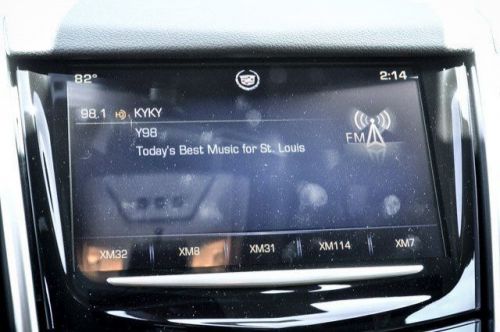 82° 2:14
98.1 KYKY
Y98
FM
Today's Best Music for St. Louis
XM32 XM8 XM31 XM114 XM7